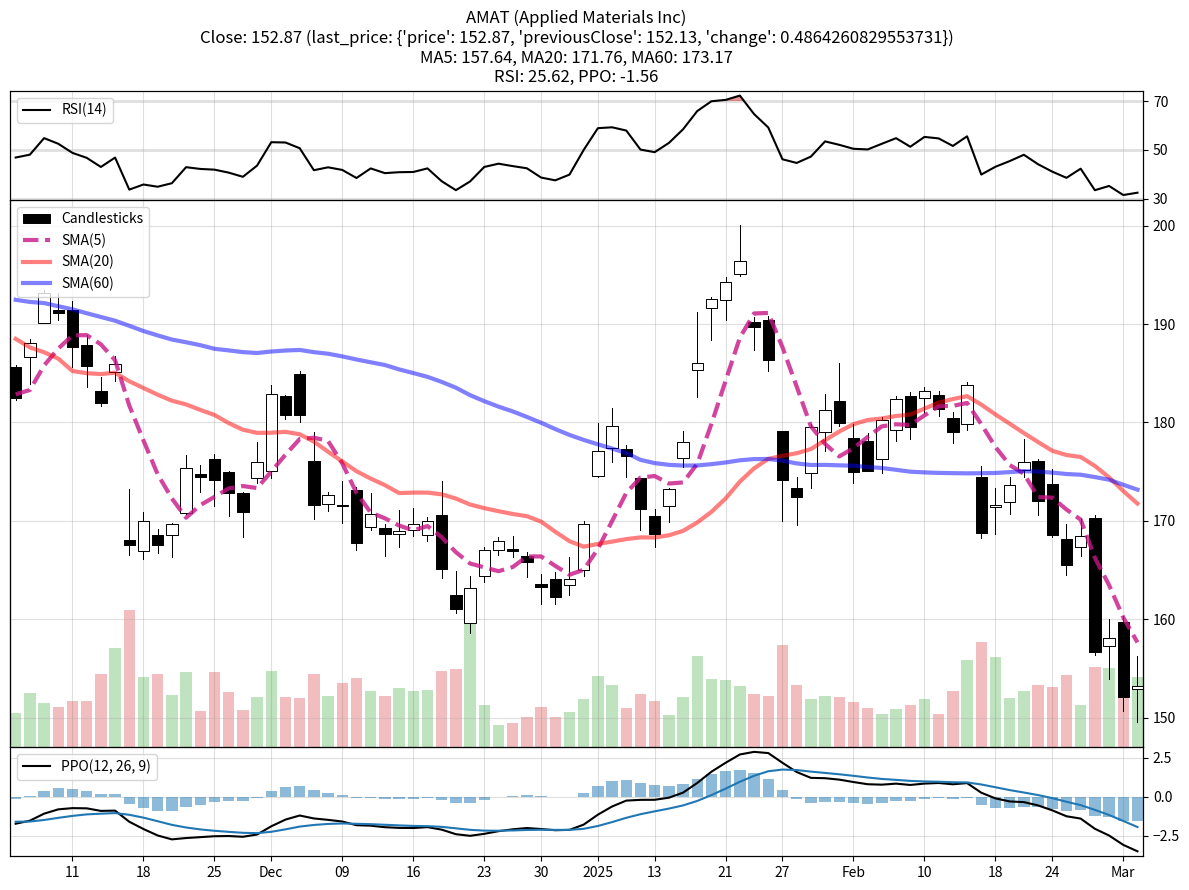 AMAT (Applied Materials Inc)
Close: 152.87 (last_price: {'price': 152.87, 'previousClose': 152.13, 'change': 0.4864260829553731})
MA5: 157.64, MA20: 171.76, MA60: 173.17
RSI: 25.62, PPO: -1.56
RSI(14)
70
50
30
Candlesticks
SMA(5)
SMA(20)
SMA(60)
200
190
180
170
160
150
PPO(12, 26, 9)
2.5
0.0
−2.5
11 18 25 Dec 09 16 23 30 2025 13 21 27 Feb 10 18 24 Mar